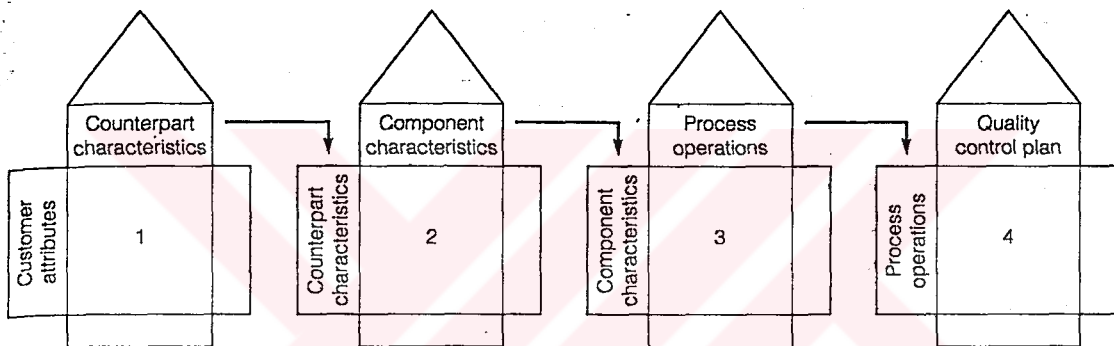 Counterpart
characteristics
Customer
attributes
1
Component
characteristics
Counterpart
characteristics
2
Process
operations
Component
characteristics
3
Quality
control plan
Process
operations
4